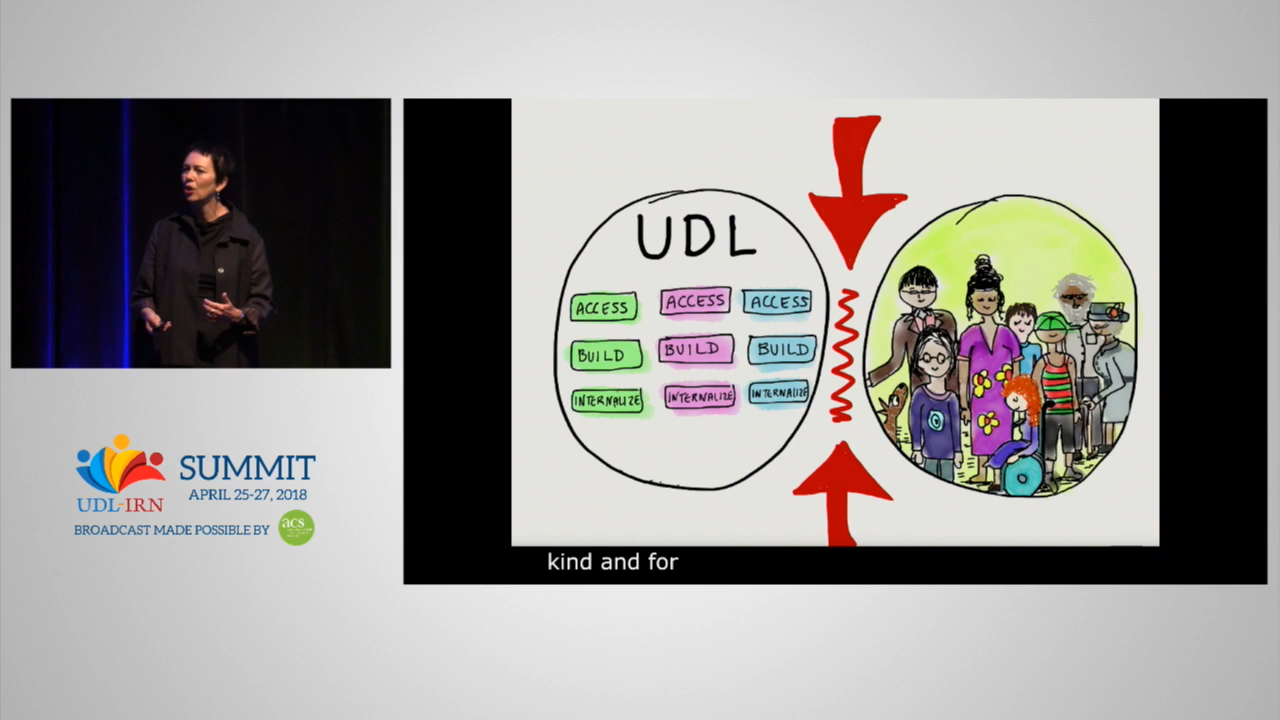 UDL
ACCESS ACCESS ACCESS
BUILD BUILD BUILD
INTERNALIZE INTERNALIZE INTERNALIZE
kind and for
UDL-IRN
SUMMIT
APRIL 25-27, 2018
BROADCAST MADE POSSIBLE BY
acs